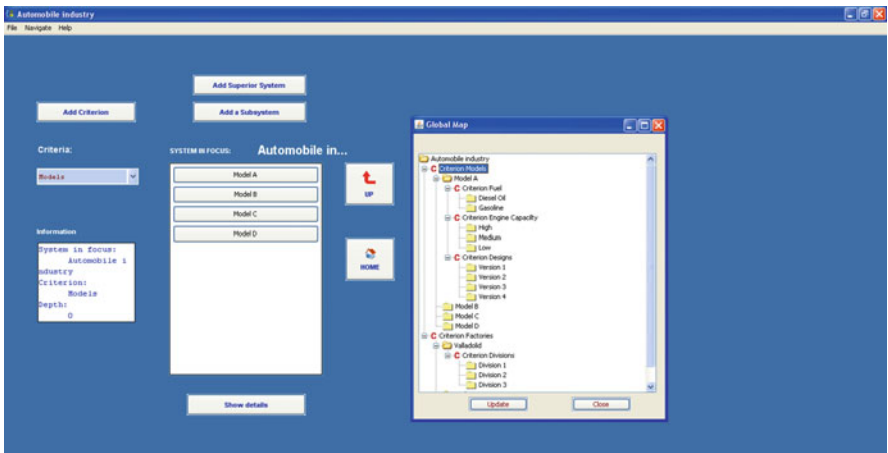 Automobile industry
File Navigate Help
Add Superior System
Add Criterion
Add a Subsystem
Criteria:
SYSTEM IN FOCUS: Automobile in...
Models
Model A
Model B
Model C
Model D
UP
HOME
Information
System in focus:
Automobile i
ndustry
Criterion:
Models
Depth:
0
Show details
Global Map
Automobile industry
C Criterion Models
Model A
C Criterion Fuel
Diesel Oil
Gasoline
C Criterion Engine Capacity
High
Medium
Low
C Criterion Designs
Version 1
Version 2
Version 3
Version 4
Model B
Model C
Model D
C Criterion Factories
Valladolid
C Criterion Divisions
Division 1
Division 2
Division 3
Update Close